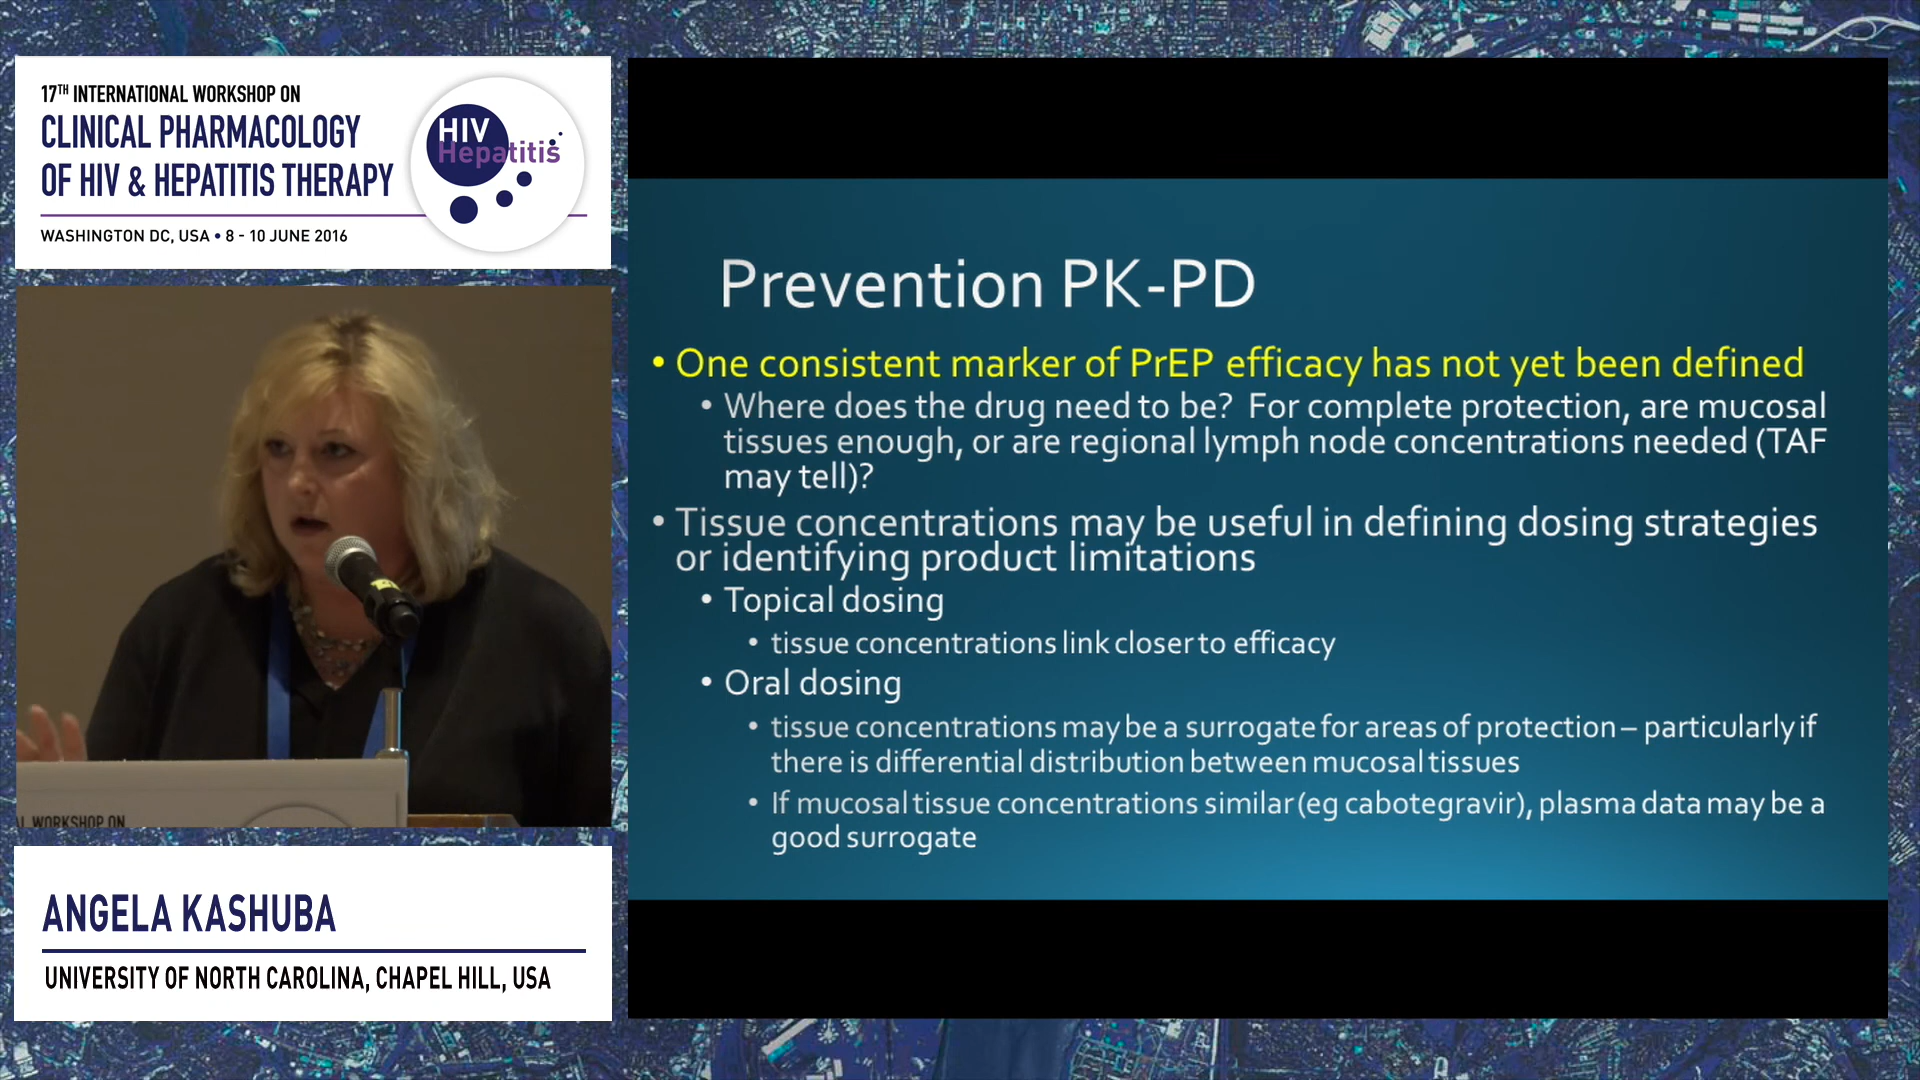 17TH INTERNATIONAL WORKSHOP ON
CLINICAL PHARMACOLOGY
OF HIV & HEPATITIS THERAPY
WASHINGTON DC, USA • 8 - 10 JUNE 2016
HIV
Hepatitis
WORKSHOP ON
ANGELA KASHUBA
UNIVERSITY OF NORTH CAROLINA, CHAPEL HILL, USA
Prevention PK-PD
• One consistent marker of PrEP efficacy has not yet been defined
• Where does the drug need to be? For complete protection, are mucosal
tissues enough, or are regional lymph node concentrations needed (TAF
may tell)?
• Tissue concentrations may be useful in defining dosing strategies
or identifying product limitations
• Topical dosing
• tissue concentrations link closer to efficacy
• Oral dosing
• tissue concentrations may be a surrogate for areas of protection – particularly if
there is differential distribution between mucosal tissues
• If mucosal tissue concentrations similar (eg cabotegravir), plasma data may be a
good surrogate